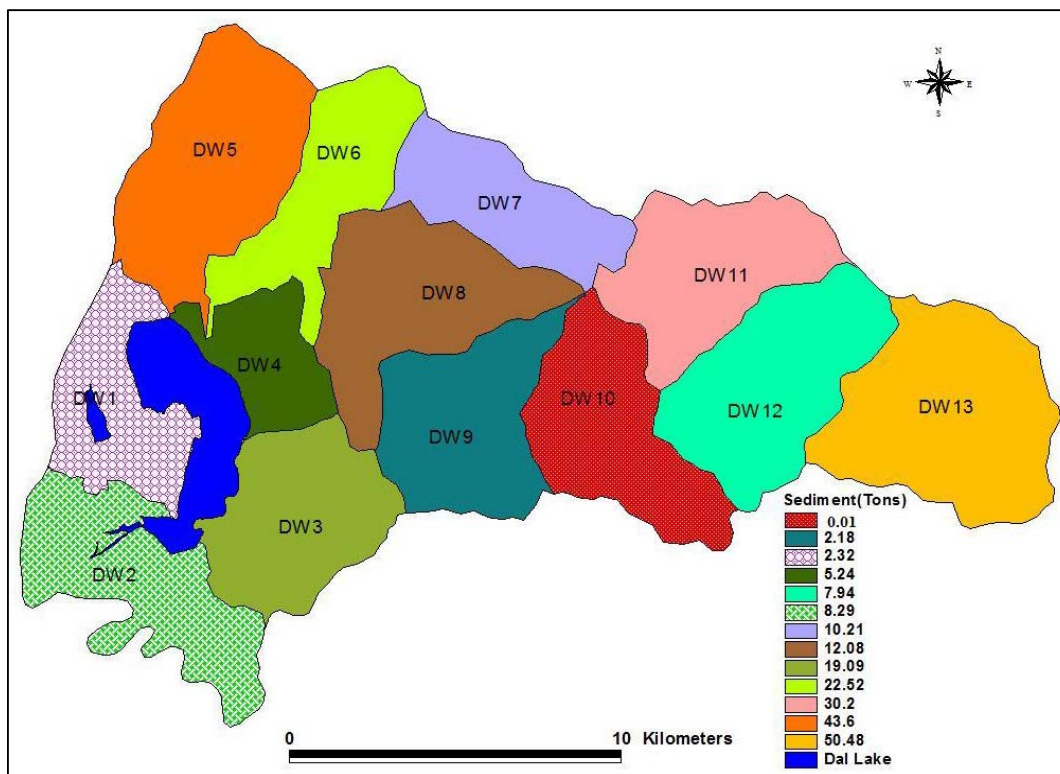 N
W E
S
DW5
DW6
DW7
DW11
DW8
DW4
DW1
DW10
DW12
DW13
DW9
DW3
DW2
Sediment(Tons)
0.01
2.18
2.32
5.24
7.94
8.29
10.21
12.08
19.09
22.52
30.2
43.6
50.48
Dal Lake
0 10 Kilometers